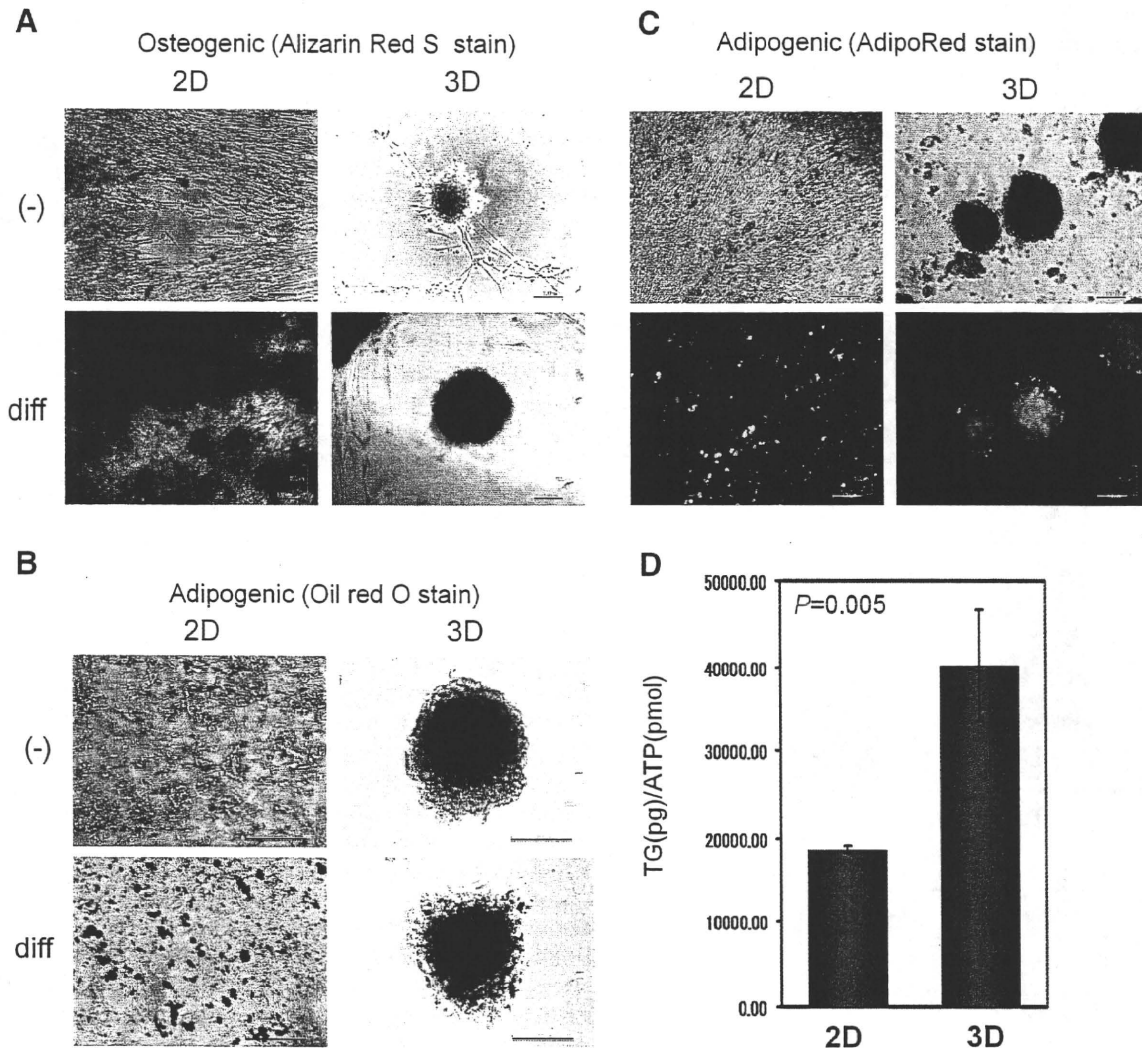 A
Osteogenic (Alizarin Red S stain)
2D
3D
(-)
diff
B
Adipogenic (Oil red O stain)
2D
3D
(-)
diff
C
Adipogenic (AdipoRed stain)
2D
3D
D
P=0.005
TG(pg)/ATP(pmol)
50000.00
40000.00
30000.00
20000.00
10000.00
0.00
2D
3D